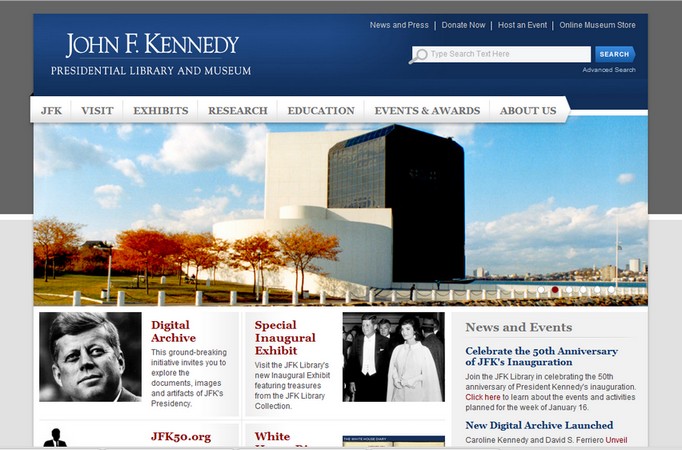 News and Press | Donate Now | Host an Event | Online Museum Store
JOHN F. KENNEDY
PRESIDENTIAL LIBRARY AND MUSEUM
Type Search Text Here
SEARCH
Advanced Search
JFK
VISIT
EXHIBITS
RESEARCH
EDUCATION
EVENTS & AWARDS
ABOUT US
Digital
Archive
This ground-breaking
initiative invites you to
explore the
documents, images
and artifacts of JFK's
Presidency.
Special
Inaugural
Exhibit
Visit the JFK Library's
new Inaugural Exhibit
featuring treasures
from the JFK Library
Collection.
News and Events
Celebrate the 50th Anniversary
of JFK's Inauguration
Join the JFK Library in celebrating the 50th
anniversary of President Kennedy's inauguration.
Click here to learn about the events and activities
planned for the week of January 16.
New Digital Archive Launched
Caroline Kennedy and David S. Ferriero Unveil
JFK50.org
White
THE WHITE HOUSE DIARY